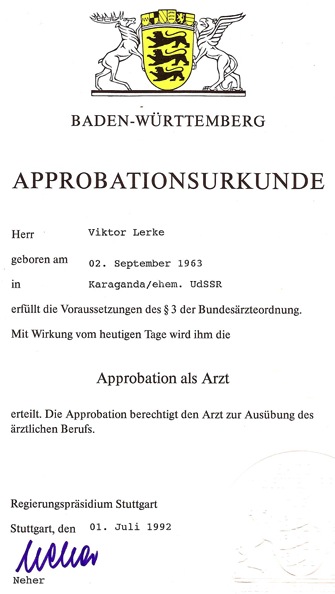 BADEN-WÜRTTEMBERG
APPROBATIONSURKUNDE
Herr Viktor Lerke
geboren am 02. September 1963
in Karaganda/ehem. UdSSR
erfüllt die Voraussetzungen des § 3 der Bundesärzteordnung.
Mit Wirkung vom heutigen Tage wird ihm die
Approbation als Arzt
erteilt. Die Approbation berechtigt den Arzt zur Ausübung des
ärztlichen Berufs.
Regierungspräsidium Stuttgart
Stuttgart, den 01. Juli 1992
Neher
Neher